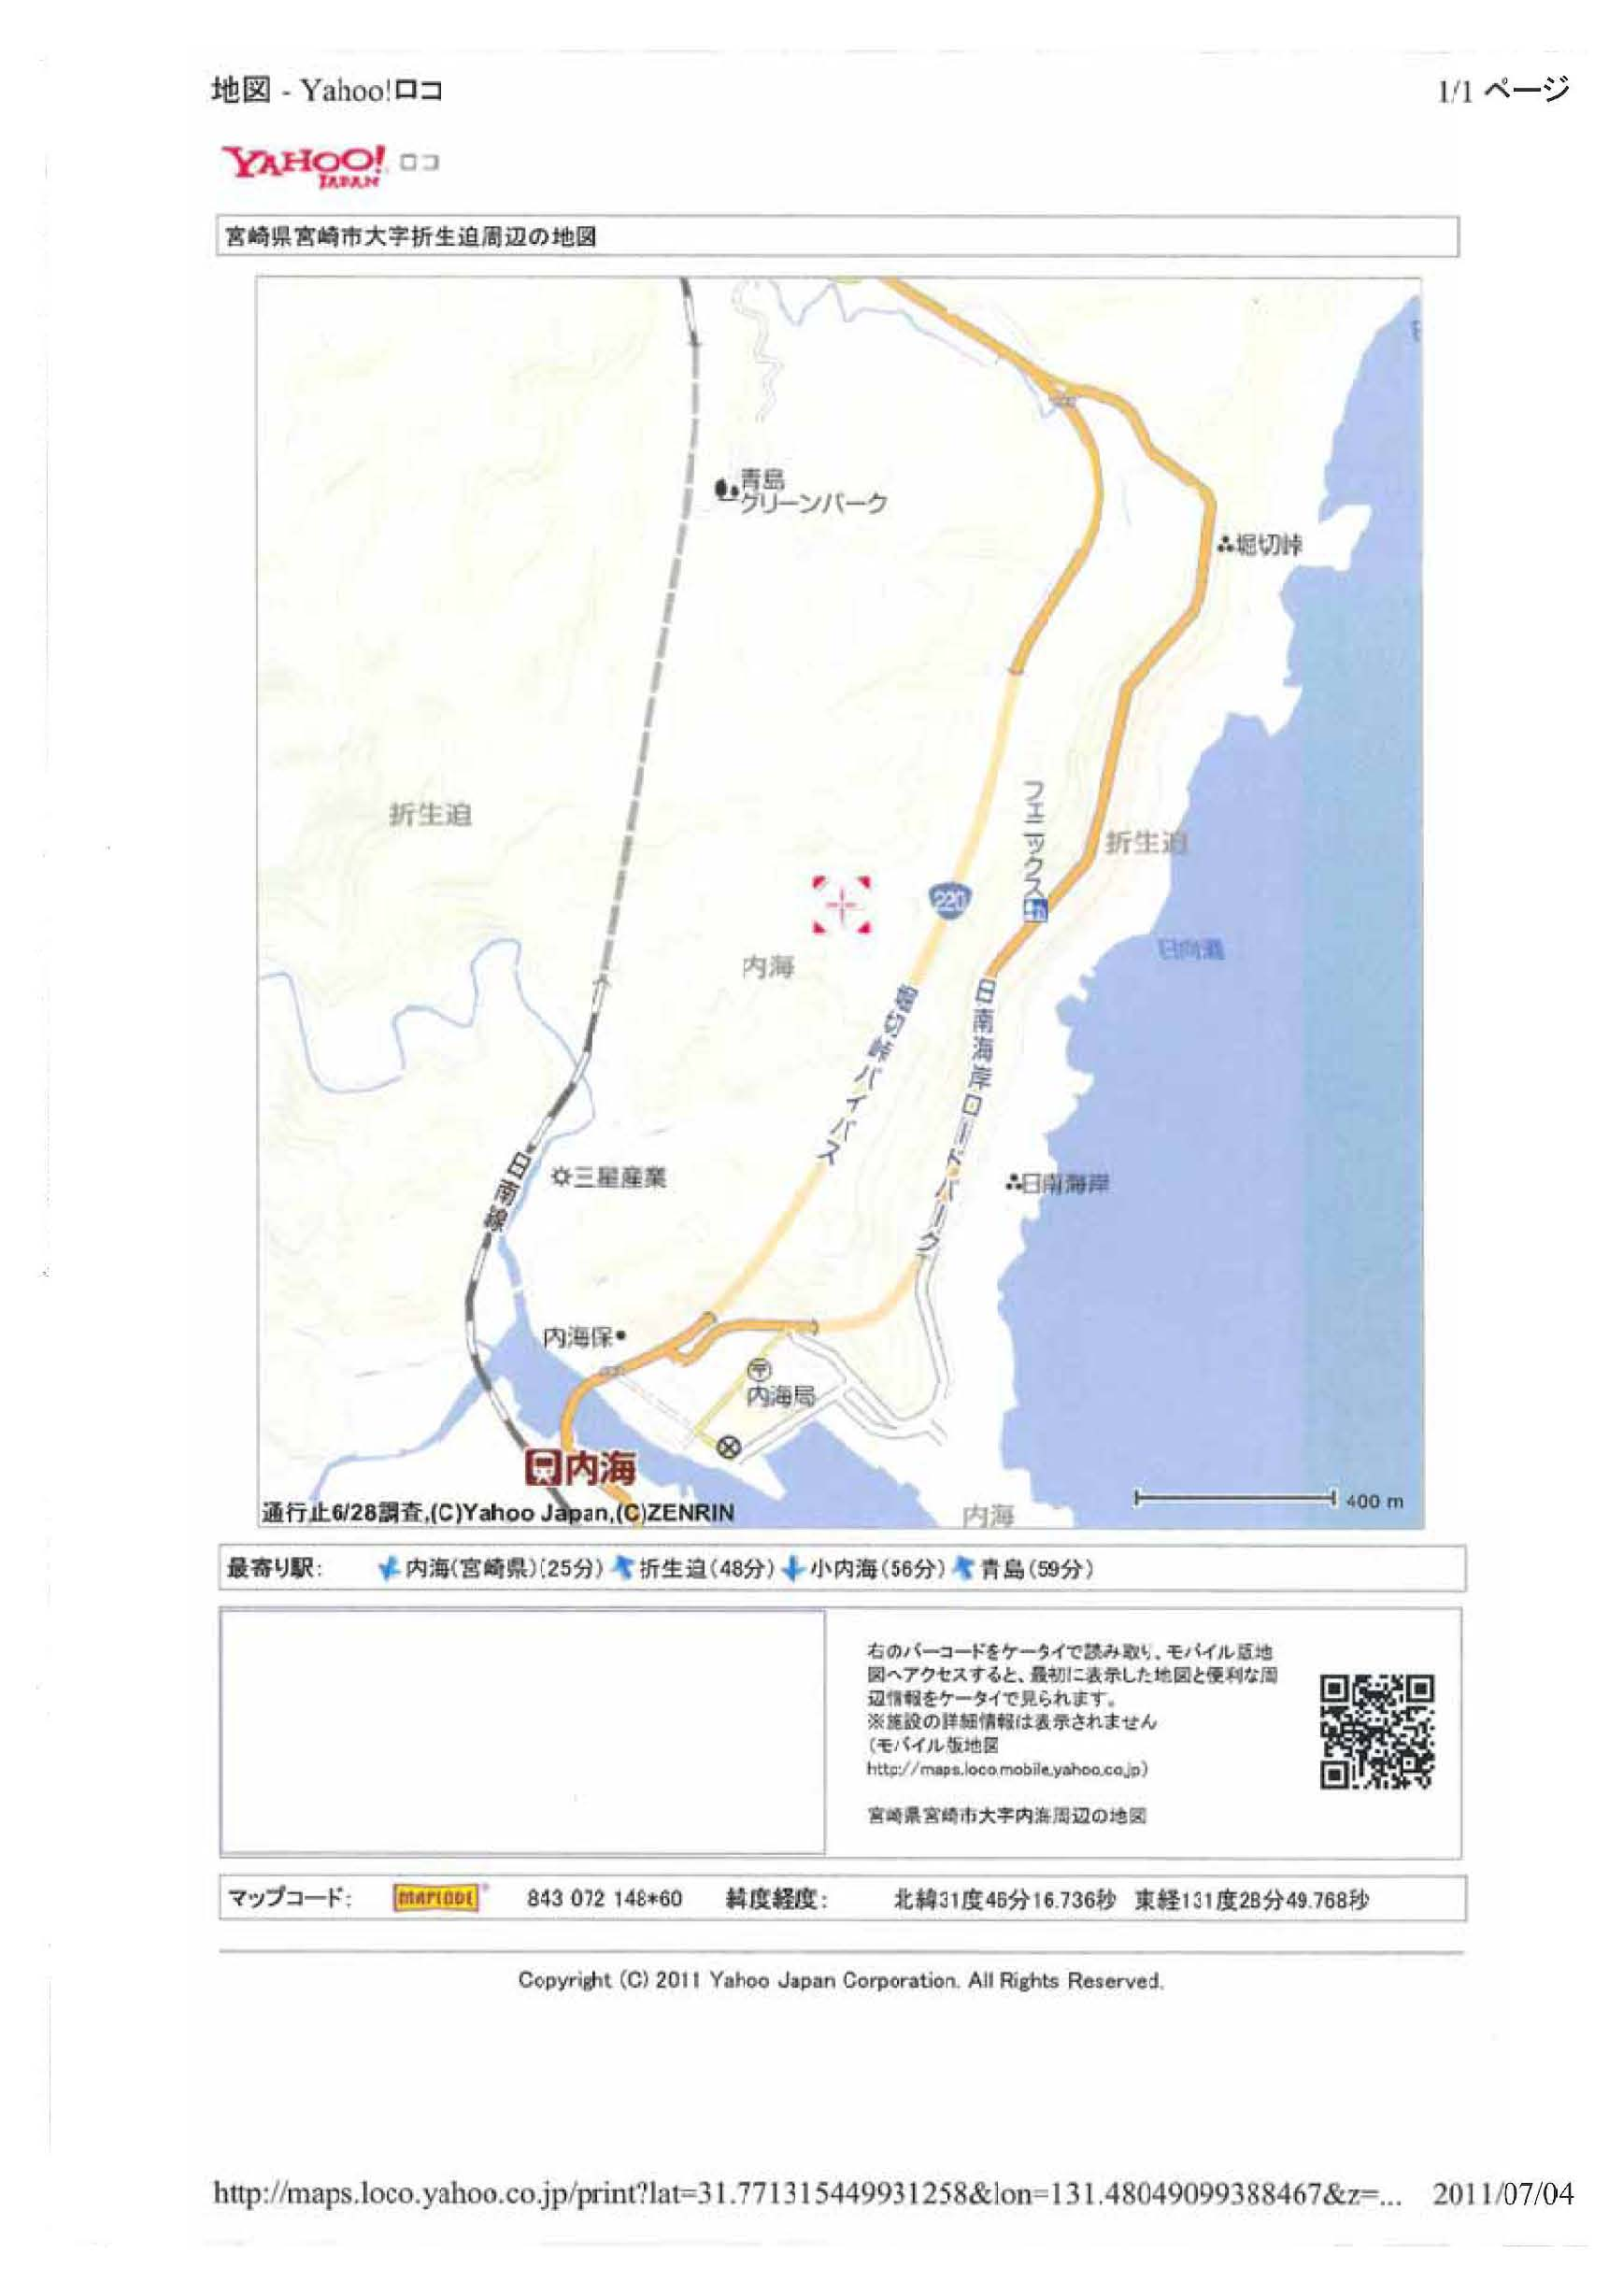 地図 - Yahoo!ロコ
1/1 ページ
YAHOO! ロコ
JAPAN
宮崎県宮崎市大字折生迫周辺の地図
青島
グリーンパーク
堀切峠
折生迫
フェニックス
折生迫
220
内海
日向灘
堀切峠バイパス
日南海岸ロードパーク
日南線
三星産業
日南海岸
内海保
内海局
内海
内海
400 m
通行止6/28調査,(C)Yahoo Japan,(C)ZENRIN
最寄り駅: 内海(宮崎県)(25分) 折生迫(48分) 小内海(56分) 青島(59分)
右のバーコードをケータイで読み取り、モバイル版地
図へアクセスすると、最初に表示した地図と便利な周
辺情報をケータイで見られます。
※施設の詳細情報は表示されません
(モバイル版地図
http://maps.loco.mobile.yahoo.co.jp)
宮崎県宮崎市大字内海周辺の地図
マップコード: MAPCODE 843 072 148*60 緯度経度: 北緯31度46分16.736秒 東経131度28分49.768秒
Copyright (C) 2011 Yahoo Japan Corporation. All Rights Reserved.
http://maps.loco.yahoo.co.jp/print?lat=31.771315449931258&lon=131.48049099388467&z=... 2011/07/04